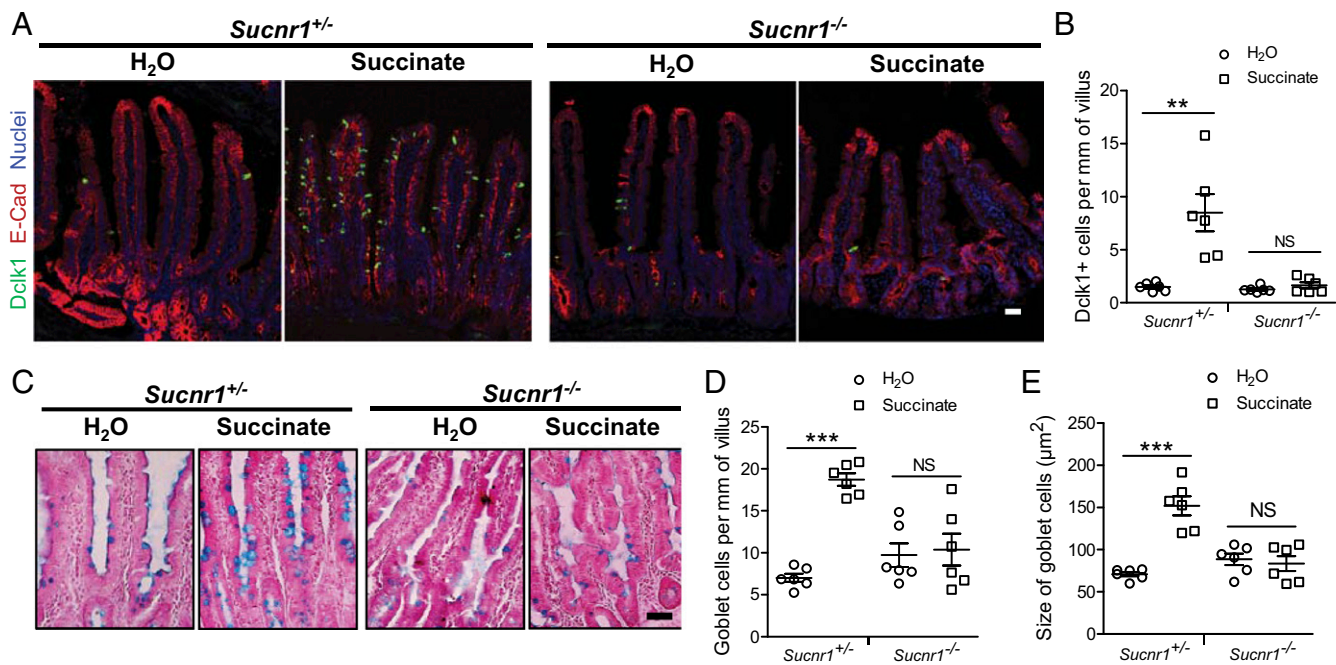 A
Sucnr1+/-
Sucnr1-/-
H2O
Succinate
H2O
Succinate
Dclk1 E-Cad Nuclei
B
H2O
Succinate
Dclk1+ cells per mm of villus
20
15
10
5
0
**
NS
Sucnr1+/-
Sucnr1-/-
C
Sucnr1+/-
Sucnr1-/-
H2O
Succinate
H2O
Succinate
D
H2O
Succinate
Goblet cells per mm of villus
25
20
15
10
5
0
***
NS
Sucnr1+/-
Sucnr1-/-
E
H2O
Succinate
Size of goblet cells (µm²)
250
200
150
100
50
0
***
NS
Sucnr1+/-
Sucnr1-/-